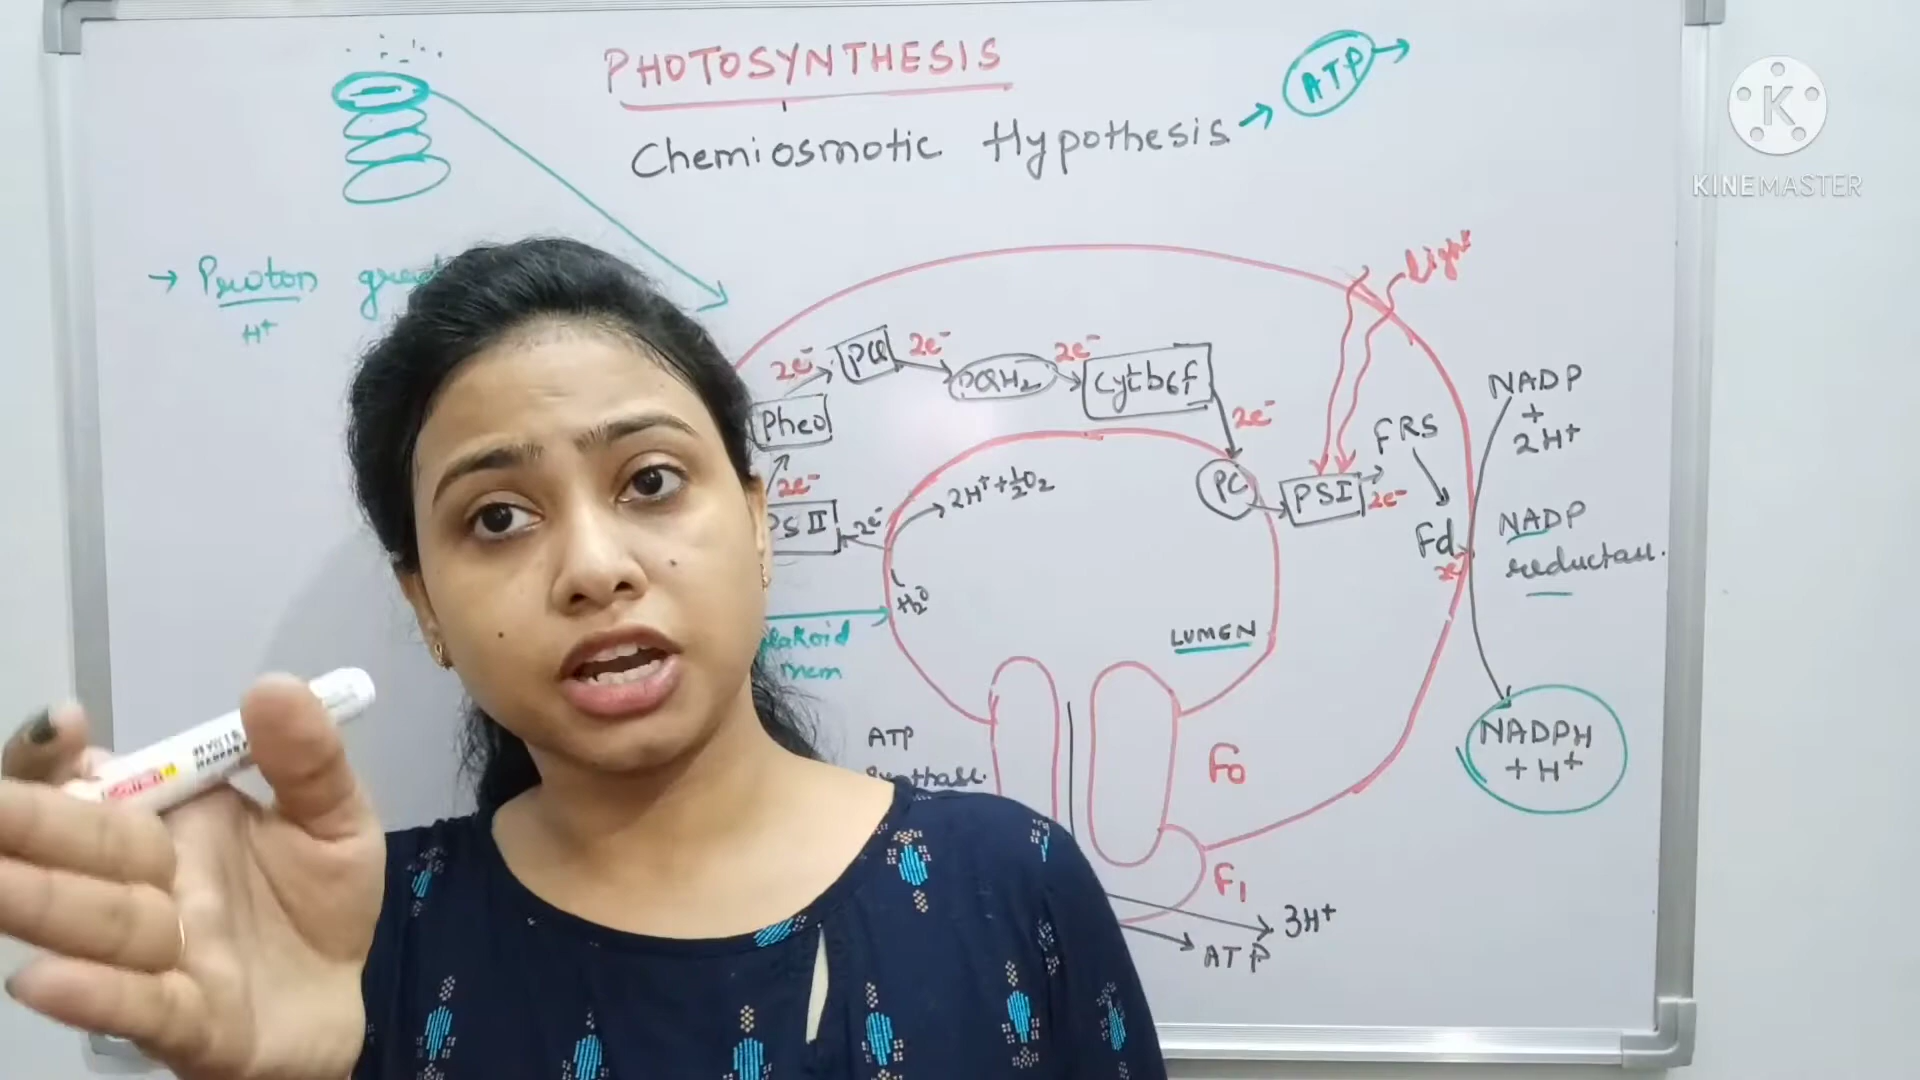 PHOTOSYNTHESIS
Chemiosmotic Hypothesis → ATP →
KINEMASTER
→ Proton
H+
Light
2e- PQ 2e- PQH2 2e- Cytb6f
Pheo
2e-
2e-
PS II 2e-
2H+ + 1/2O2
H2O
PC
PSI 2e-
FRS
Fd
NADP
+
2H+
NADP
reductase.
LUMEN
mem
ATP
F0
NADPH
+ H+
F1
3H+
ATP